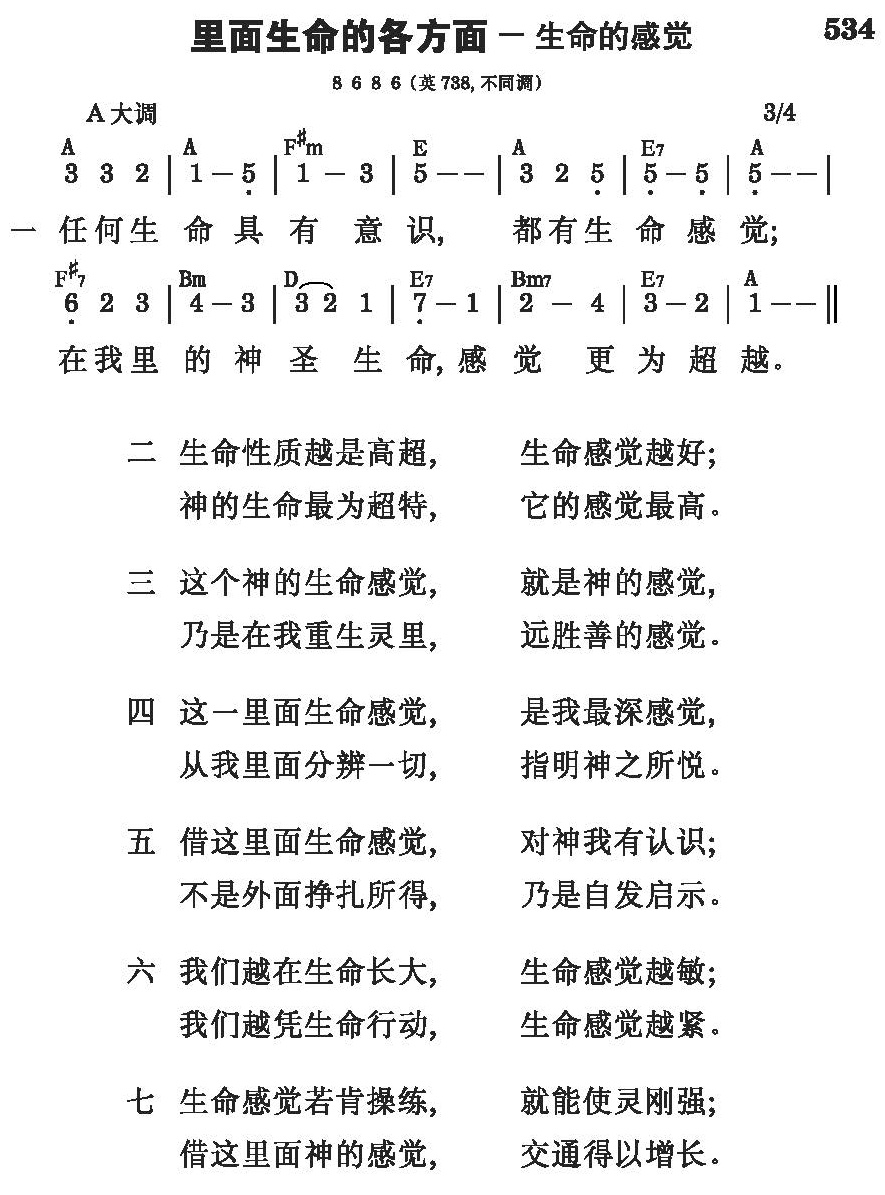 里面生命的各方面－生命的感觉 534
8 6 8 6（英 738, 不同调）
A 大调 3/4
A A F♯m E A E7 A
3 3 2 | 1 － 5̣ | 1 － 3 | 5 －－ | 3 2 5̣ | 5̣ － 5̣ | 5̣ －－ |
一 任何生 命 具 有 意 识, 都有生 命 感 觉;
F♯7 Bm D E7 Bm7 E7 A
6̣ 2 3 | 4 － 3 | 3 2 1 | 7̣ － 1 | 2 － 4 | 3 － 2 | 1 －－ ‖
在我里 的 神 圣 生 命, 感 觉 更 为 超 越。
二 生命性质越是高超, 生命感觉越好;
神的生命最为超特, 它的感觉最高。
三 这个神的生命感觉, 就是神的感觉,
乃是在我重生灵里, 远胜善的感觉。
四 这一里面生命感觉, 是我最深感觉,
从我里面分辨一切, 指明神之所悦。
五 借这里面生命感觉, 对神我有认识;
不是外面挣扎所得, 乃是自发启示。
六 我们越在生命长大, 生命感觉越敏;
我们越凭生命行动, 生命感觉越紧。
七 生命感觉若肯操练, 就能使灵刚强;
借这里面神的感觉, 交通得以增长。